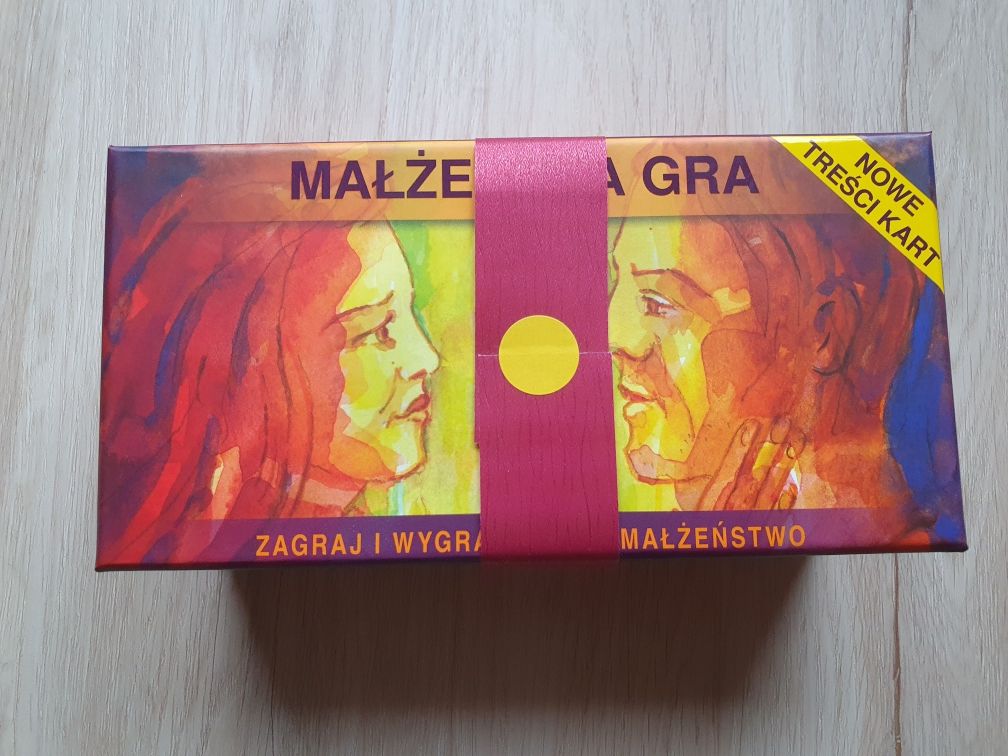 MAŁŻE A GRA
NOWE
TREŚCI KART
ZAGRAJ I WYGRA MAŁŻEŃSTWO